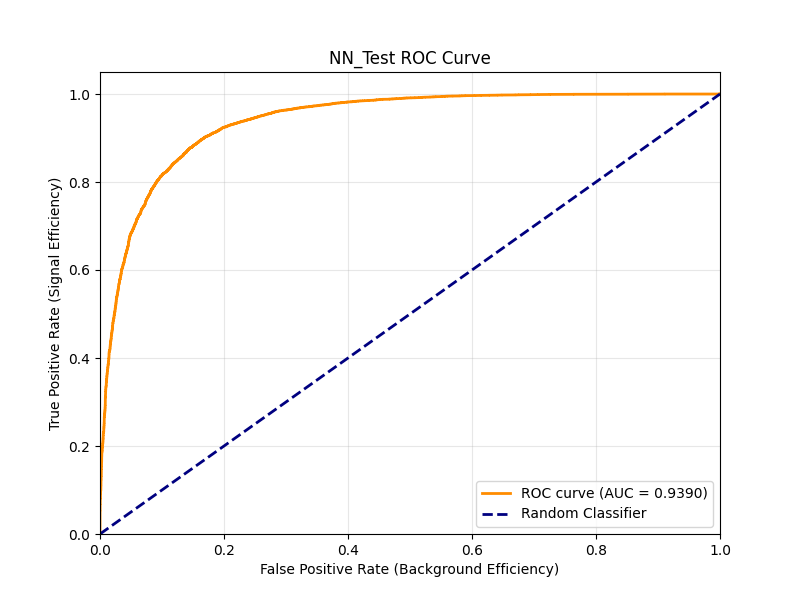 NN_Test ROC Curve
True Positive Rate (Signal Efficiency)
1.0
0.8
0.6
0.4
0.2
0.0
0.0 0.2 0.4 0.6 0.8 1.0
False Positive Rate (Background Efficiency)
ROC curve (AUC = 0.9390)
Random Classifier